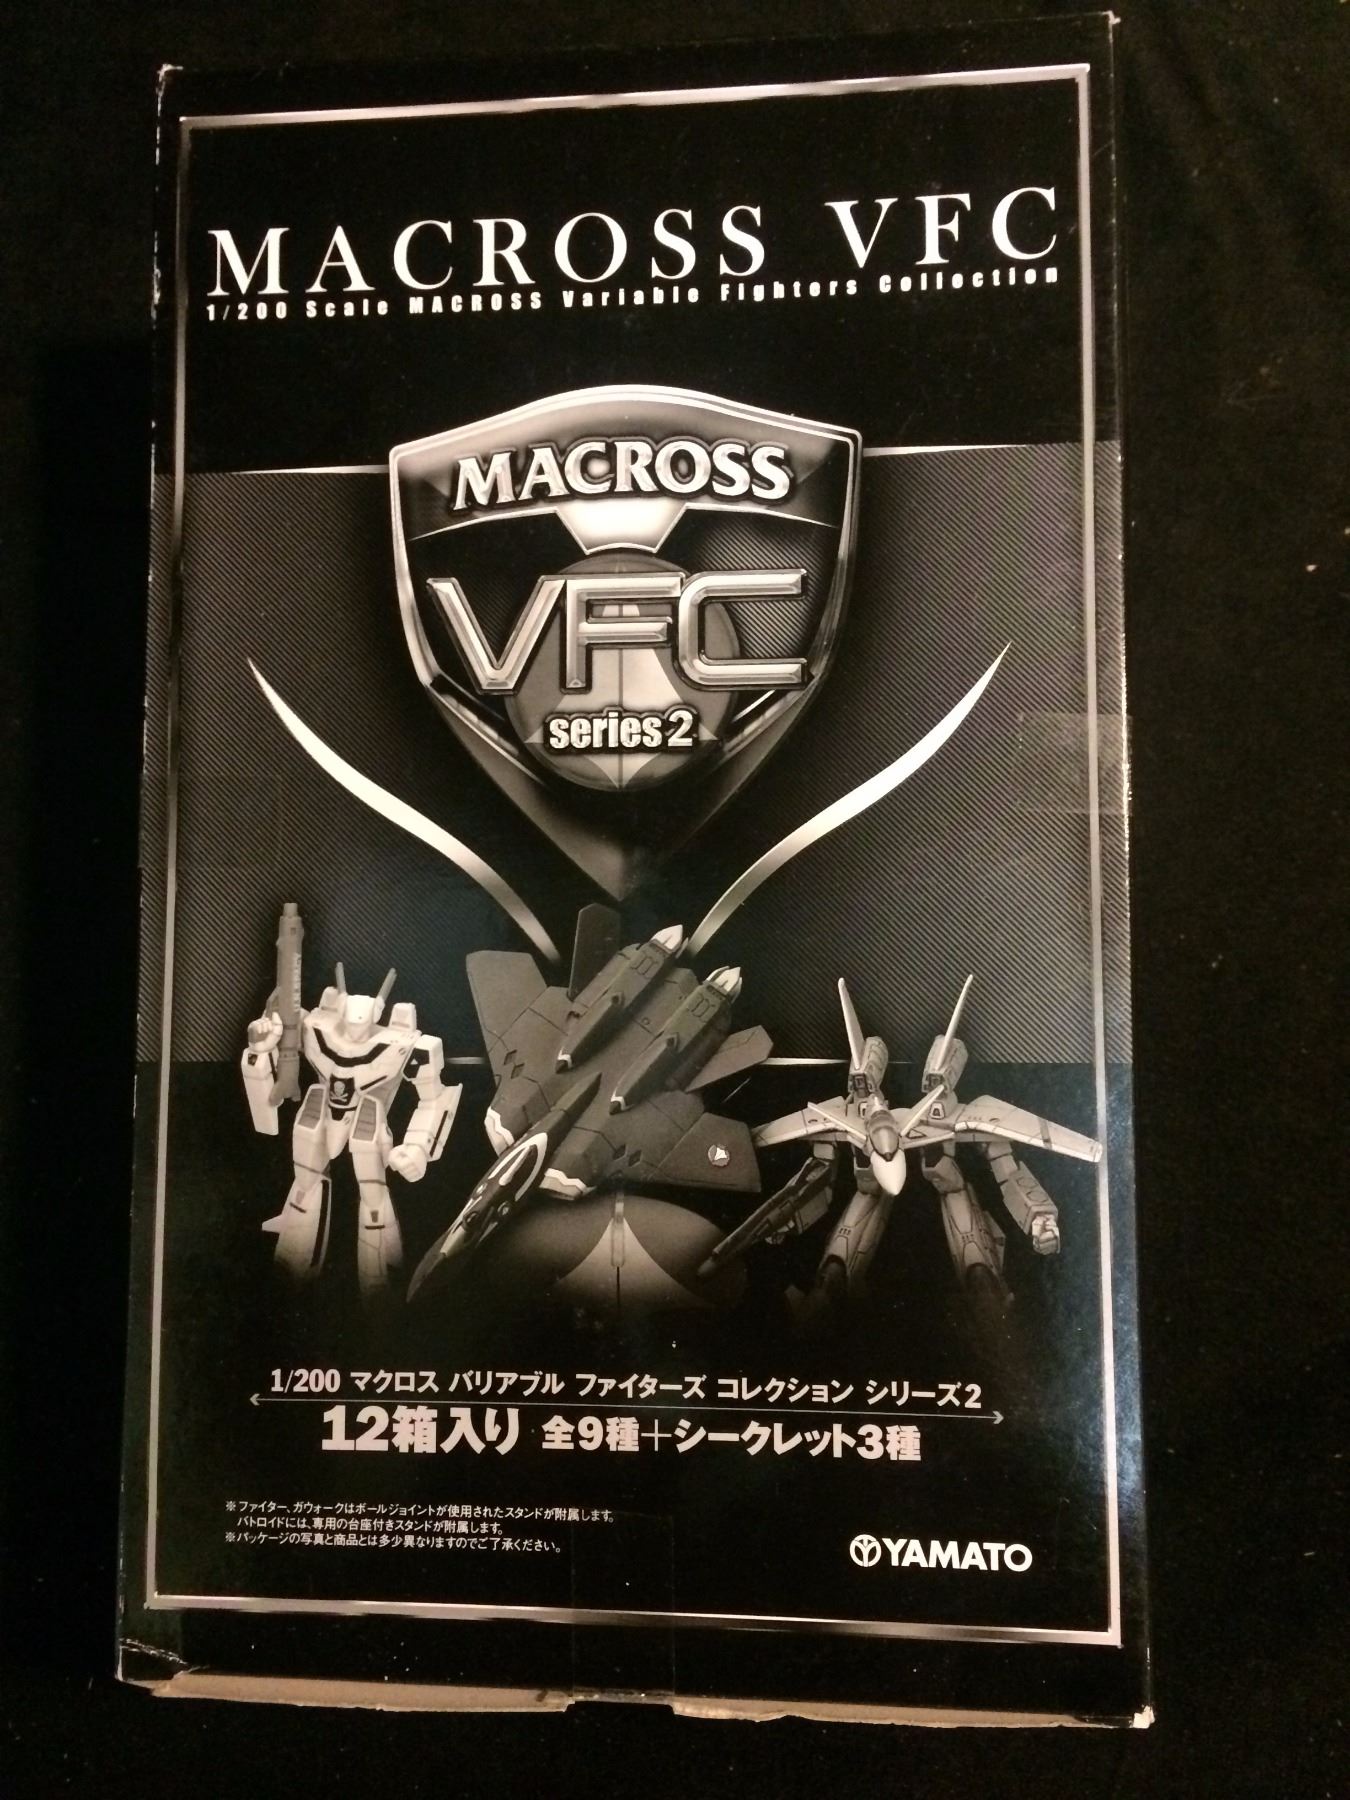 MACROSS VFC
1/200 Scale MACROSS Variable Fighters Collection
MACROSS
VFC
series2
1/200 マクロス バリアブル ファイターズ コレクション シリーズ2
12箱入り 全9種+シークレット3種
※ファイター、ガウォークはボールジョイントが使用されたスタンドが附属します。
バトロイドには、専用の台座付きスタンドが附属します。
※パッケージの写真と商品とは多少異なりますのでご了承ください。
YAMATO